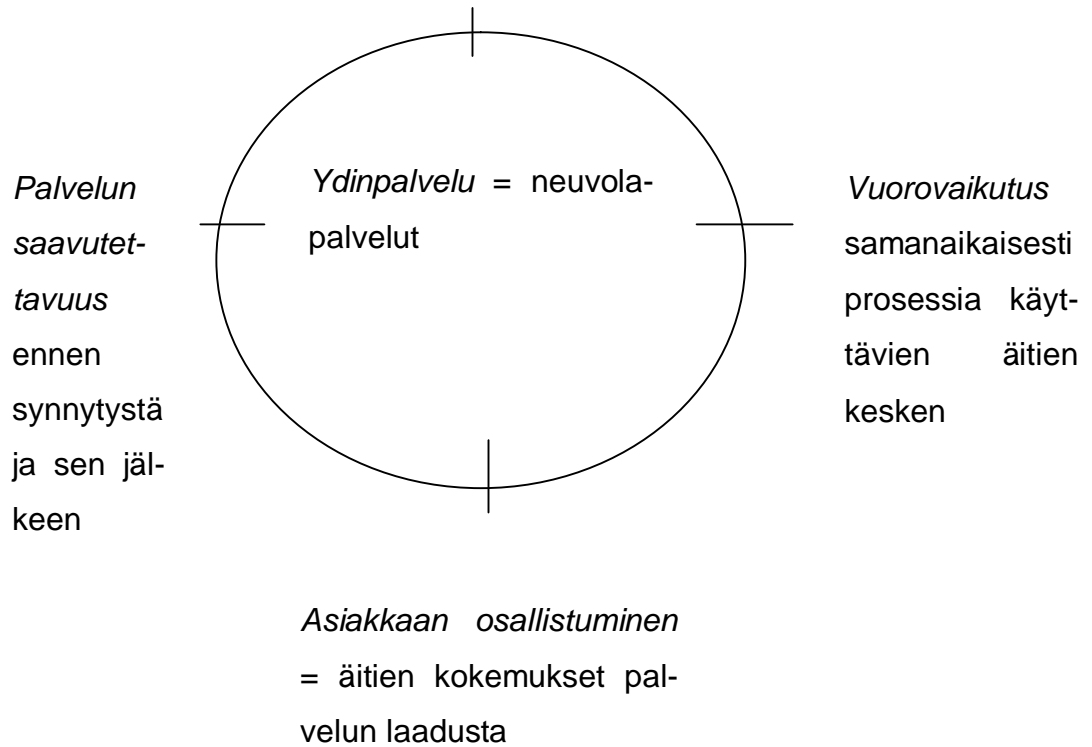 Palvelun
saavutet-
tavuus
ennen
synnytystä
ja sen jäl-
keen
Ydinpalvelu = neuvola-
palvelut
Vuorovaikutus
samanaikaisesti
prosessia käyt-
tävien äitien
kesken
Asiakkaan osallistuminen
= äitien kokemukset pal-
velun laadusta